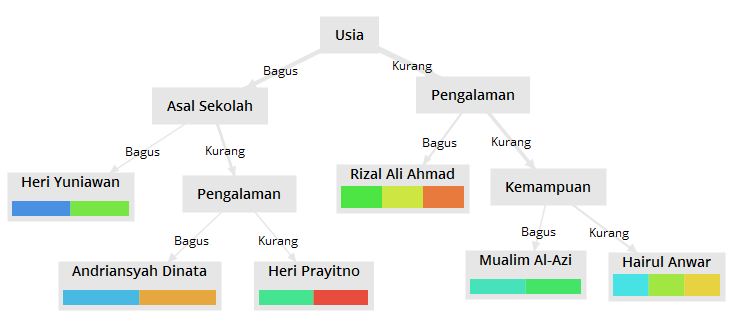 Usia
Bagus
Kurang
Asal Sekolah
Pengalaman
Bagus
Kurang
Bagus
Kurang
Heri Yuniawan
Pengalaman
Rizal Ali Ahmad
Kemampuan
Bagus
Kurang
Bagus
Kurang
Andriansyah Dinata
Heri Prayitno
Mualim Al-Azi
Hairul Anwar